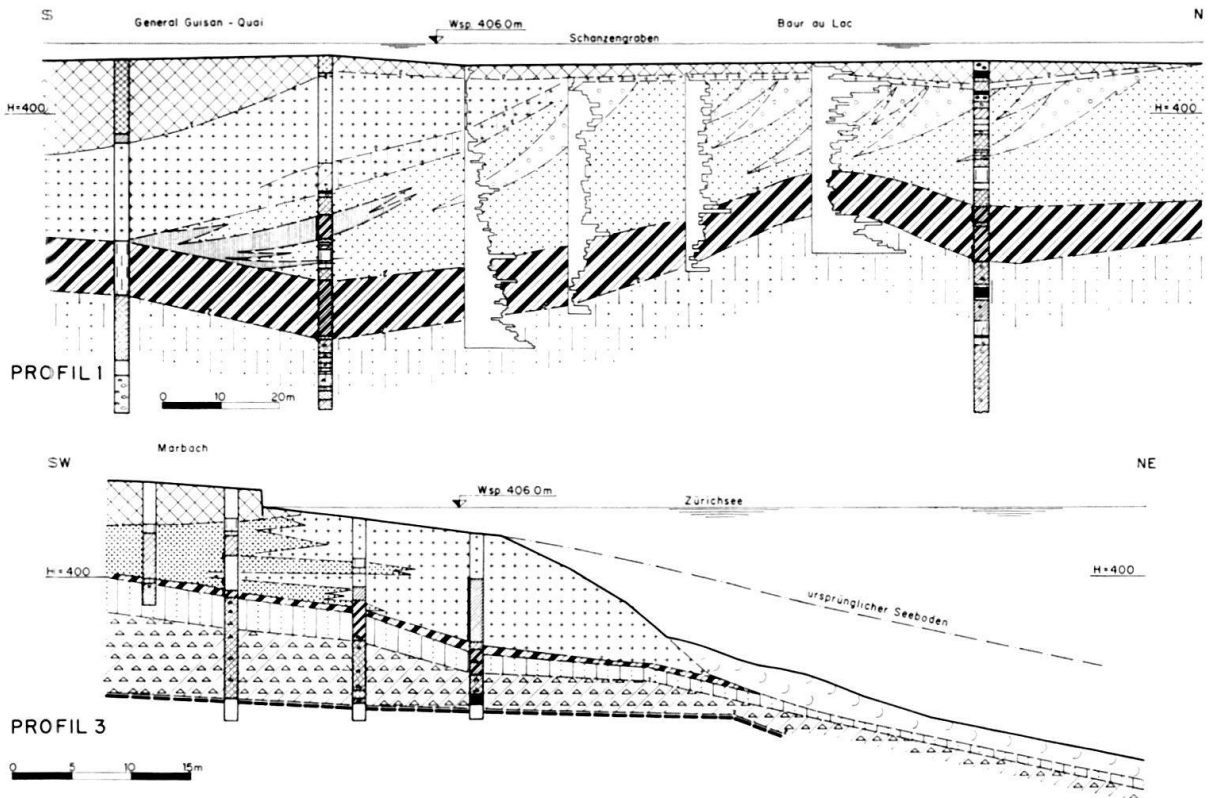 S
General Guisan - Quai
Wsp. 406.0m
Schanzengraben
Baur au Lac
N
H=400
H=400
PROFIL 1
0 10 20m
Marbach
SW
NE
Wsp. 406.0m
Zürichsee
H=400
H=400
ursprünglicher Seeboden
PROFIL 3
0 5 10 15m